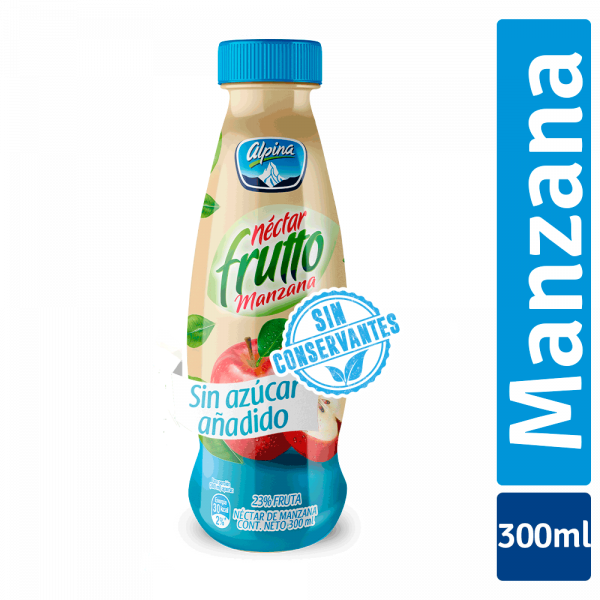 alpina
néctar
frutto
Manzana
SIN
CONSERVANTES
Sin azúcar
añadido
23% FRUTA
NÉCTAR DE MANZANA
CONT. NETO 300 ml
Manzana
300ml